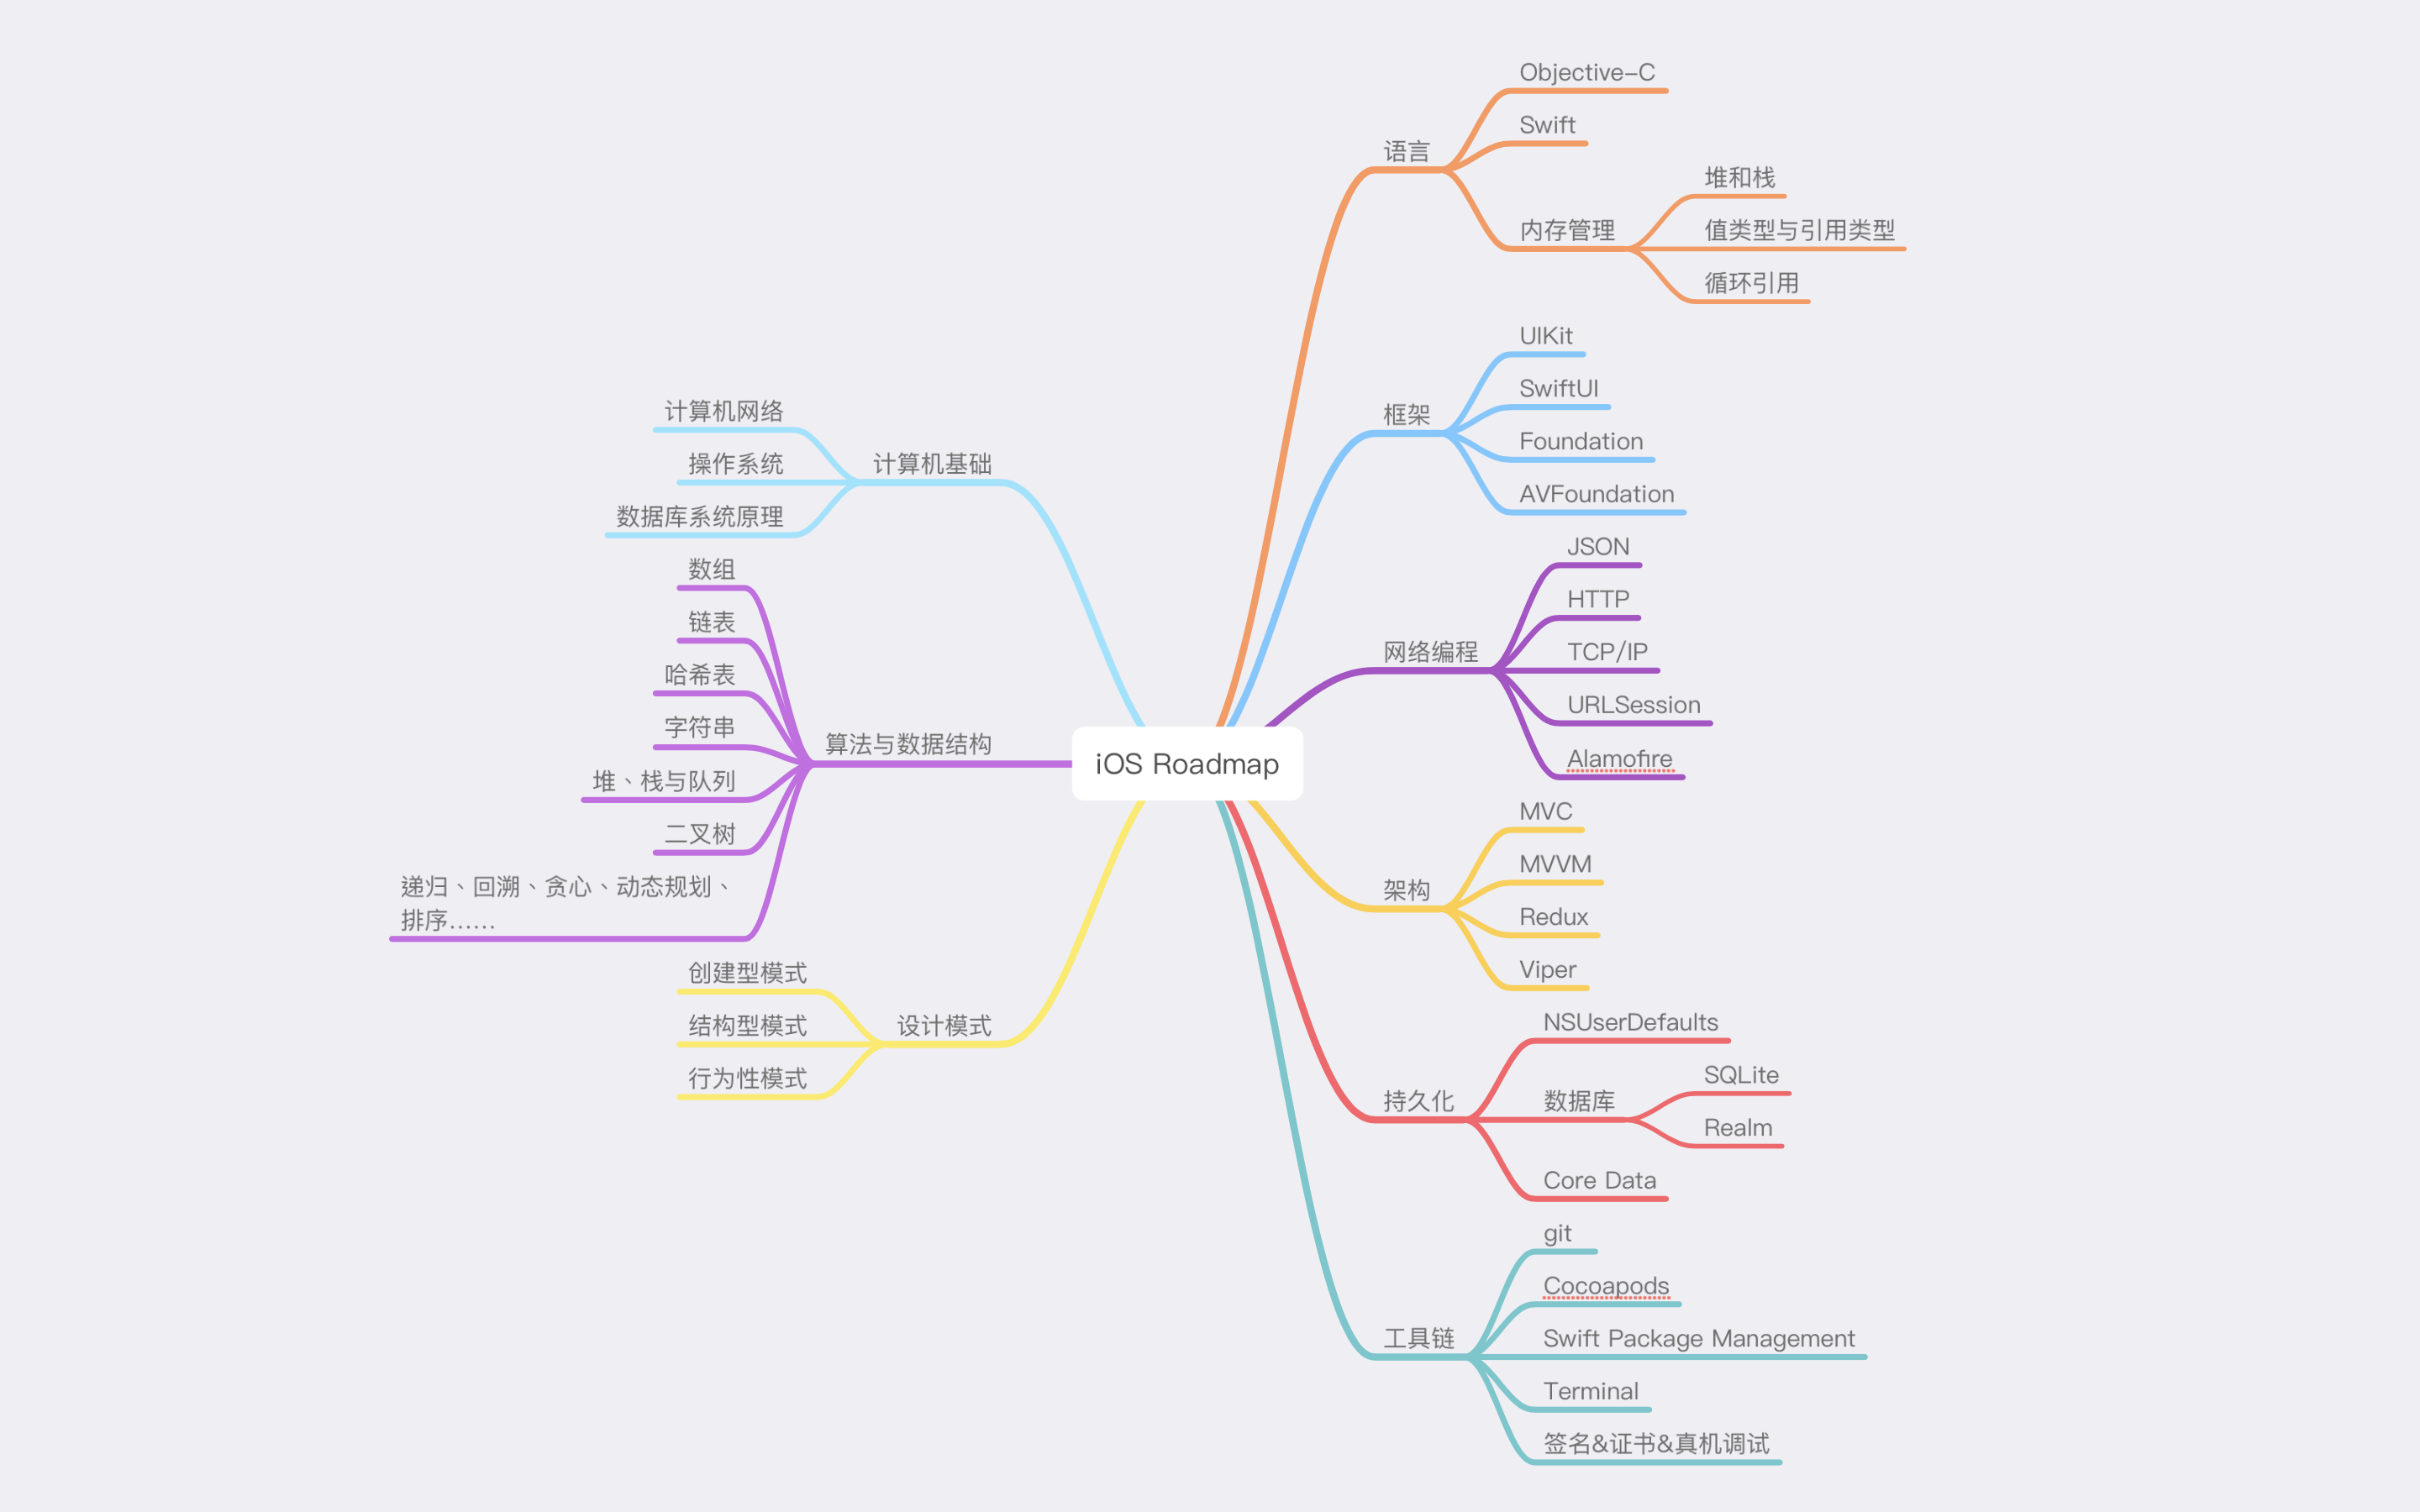 iOS Roadmap
语言
Objective-C
Swift
内存管理
堆和栈
值类型与引用类型
循环引用
框架
UIKit
SwiftUI
Foundation
AVFoundation
网络编程
JSON
HTTP
TCP/IP
URLSession
Alamofire
架构
MVC
MVVM
Redux
Viper
持久化
NSUserDefaults
数据库
SQLite
Realm
Core Data
工具链
git
Cocoapods
Swift Package Management
Terminal
签名&证书&真机调试
计算机基础
计算机网络
操作系统
数据库系统原理
算法与数据结构
数组
链表
哈希表
字符串
堆、栈与队列
二叉树
递归、回溯、贪心、动态规划、
排序……
设计模式
创建型模式
结构型模式
行为性模式